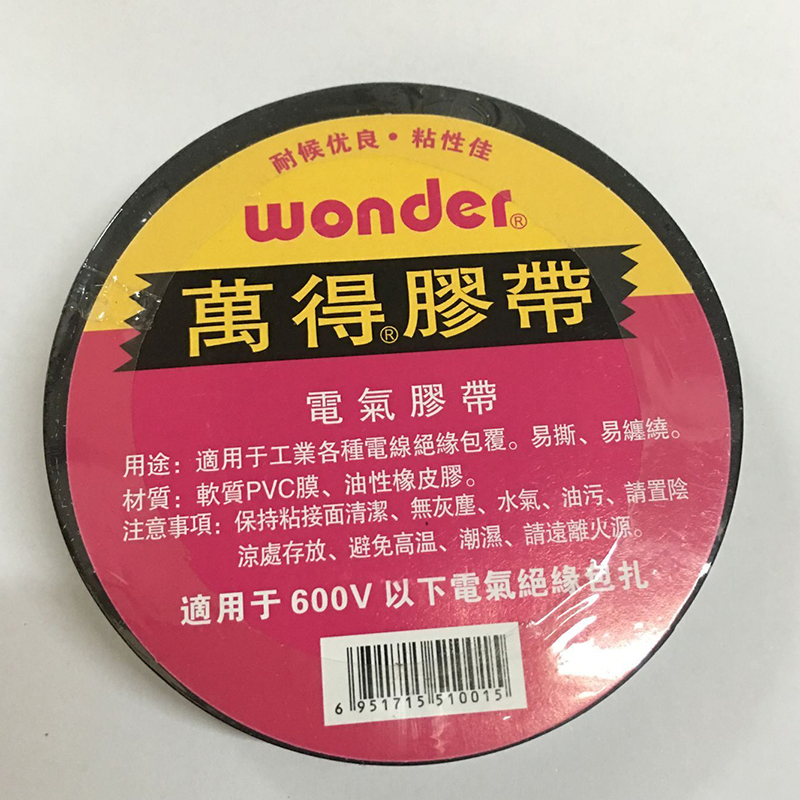 耐候优良·粘性佳
wonder®
萬得®膠帶
電氣膠帶
用途：適用于工業各種電線絕緣包覆。易撕、易纏繞。
材質：軟質PVC膜、油性橡皮膠。
注意事項：保持粘接面清潔、無灰塵、水氣、油污、請置陰
涼處存放、避免高温、潮濕、請遠離火源。
適用于 600V 以下電氣絕緣包扎
6 951715 510015